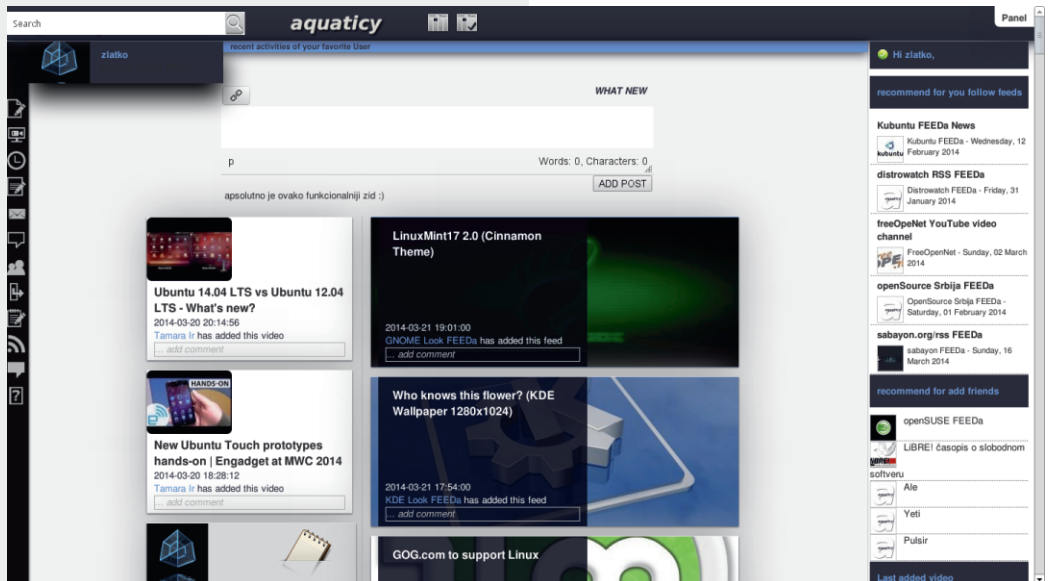 Search
aquaticy
Panel
zlatko
recent activities of your favorite User
WHAT NEW
p
Words: 0, Characters: 0
ADD POST
apsolutno je ovako funkcionalniji zid :)
Ubuntu 14.04 LTS vs Ubuntu 12.04
LTS - What's new?
2014-03-20 20:14:56
Tamara Ir has added this video
... add comment
HANDS-ON
New Ubuntu Touch prototypes
hands-on | Engadget at MWC 2014
2014-03-20 18:28:12
Tamara Ir has added this video
... add comment
LinuxMint17 2.0 (Cinnamon
Theme)
2014-03-21 19:01:00
GNOME Look FEEDa has added this feed
... add comment
Who knows this flower? (KDE
Wallpaper 1280x1024)
2014-03-21 17:54:00
KDE Look FEEDa has added this feed
... add comment
GOG.com to support Linux
Hi zlatko,
recommend for you follow feeds
Kubuntu FEEDa News
kubuntu
Kubuntu FEEDa - Wednesday, 12
February 2014
distrowatch RSS FEEDa
Distrowatch FEEDa - Friday, 31
January 2014
freeOpeNet YouTube video
channel
FreeOpenNet - Sunday, 02 March
2014
openSource Srbija FEEDa
OpenSource Srbija FEEDa -
Saturday, 01 February 2014
sabayon.org/rss FEEDa
sabayon FEEDa - Sunday, 16
March 2014
recommend for add friends
openSUSE FEEDa
LiBRE! časopis o slobodnom
softveru
Ale
Yeti
Pulsir
Last added video